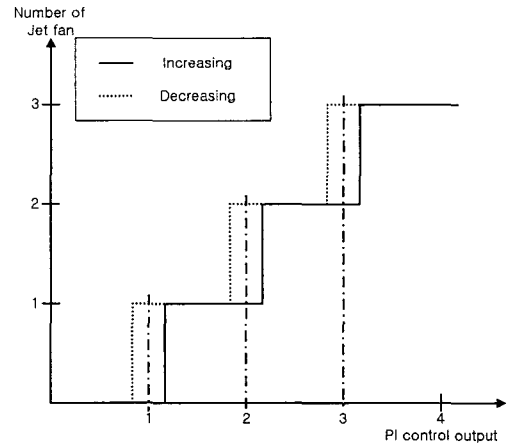 Number of
Jet fan
Increasing
Decreasing
3
2
1
1
2
3
4
PI control output